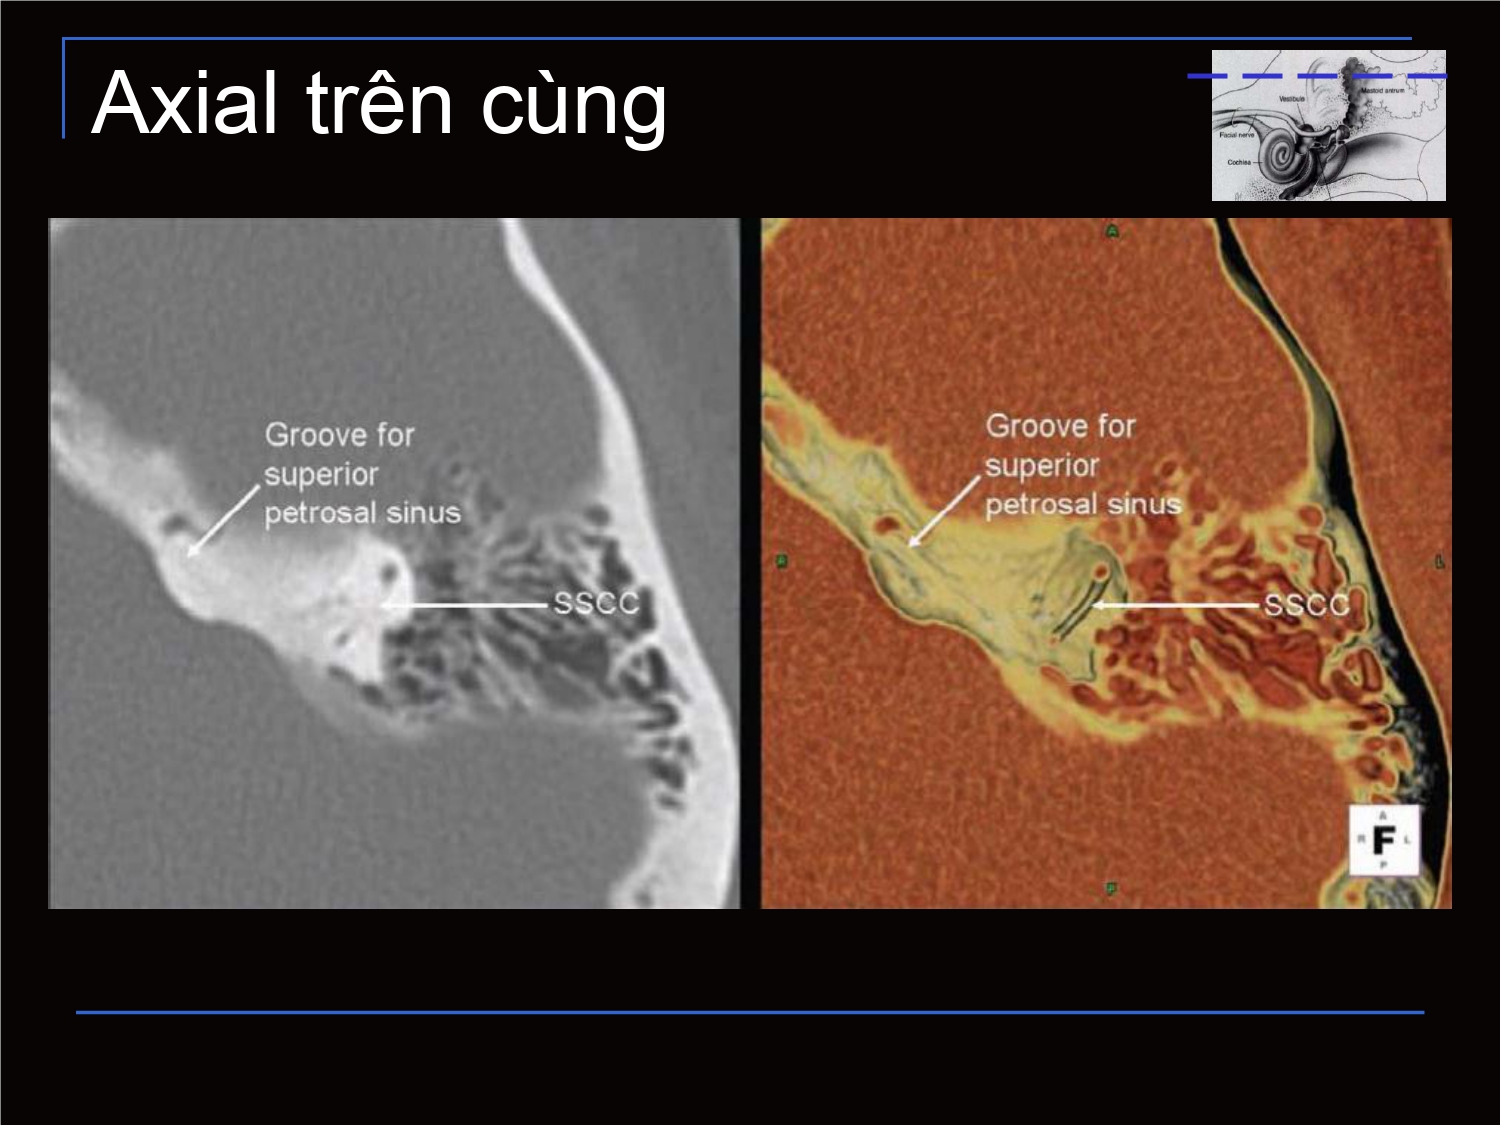 Axial trên cùng
Vestibule
Mastoid antrum
Facial nerve
Cochlea
Groove for
superior
petrosal sinus
SSCC
A
Groove for
superior
petrosal sinus
R
L
SSCC
A
R F L
P
P